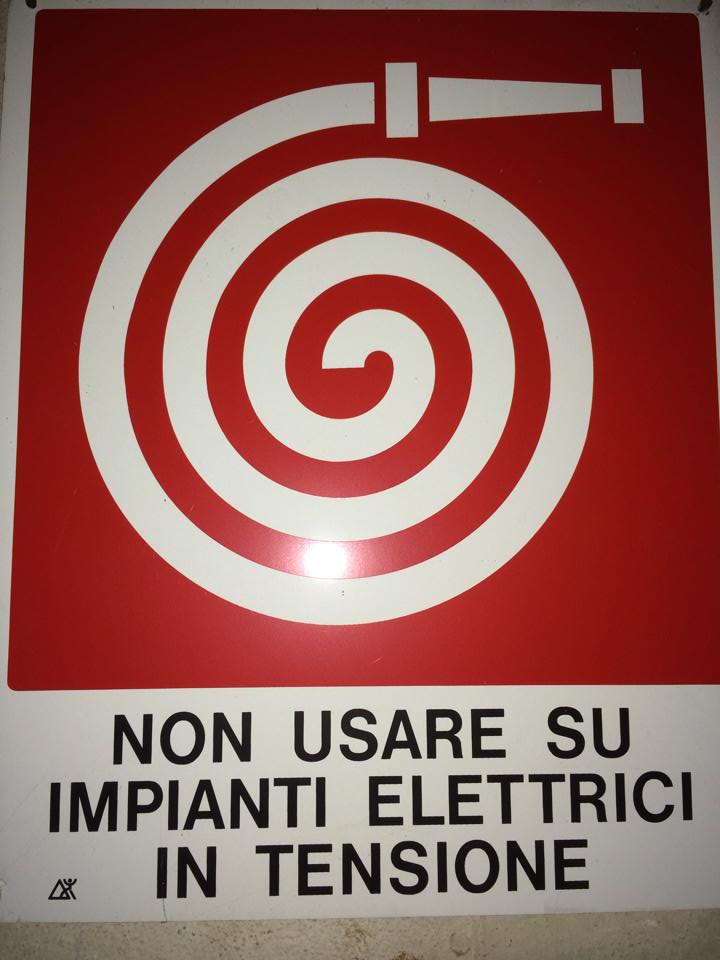 NON USARE SU
IMPIANTI ELETTRICI
IN TENSIONE